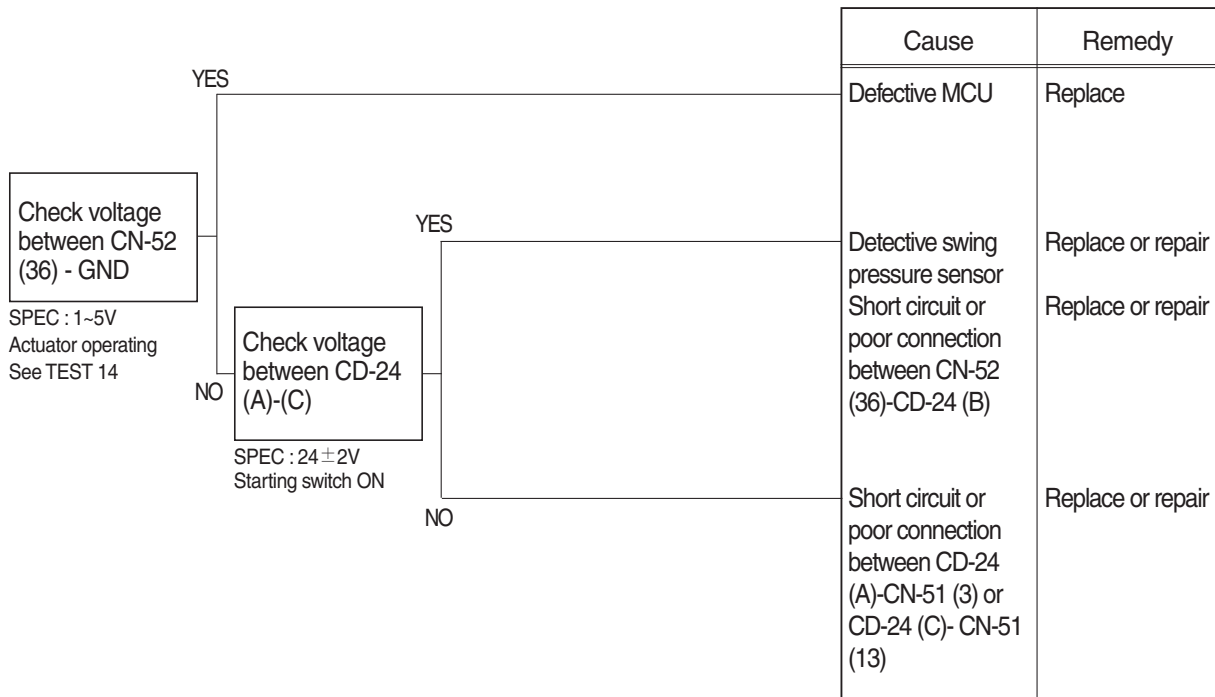 Cause
Remedy
YES
Defective MCU
Replace
Check voltage
between CN-52
(36) - GND
SPEC : 1~5V
Actuator operating
See TEST 14
YES
Detective swing
pressure sensor
Replace or repair
Short circuit or
poor connection
between CN-52
(36)-CD-24 (B)
Replace or repair
NO
Check voltage
between CD-24
(A)-(C)
SPEC : 24±2V
Starting switch ON
NO
Short circuit or
poor connection
between CD-24
(A)-CN-51 (3) or
CD-24 (C)- CN-51
(13)
Replace or repair